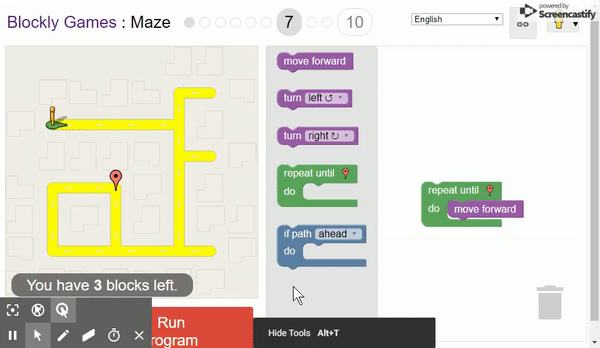 Blockly Games : Maze
7
10
English
powered by
Screencastify
move forward
turn left ↺
turn right ↻
repeat until
do
if path ahead
do
repeat until
do move forward
You have 3 blocks left.
Run
rogram
Hide Tools Alt+T